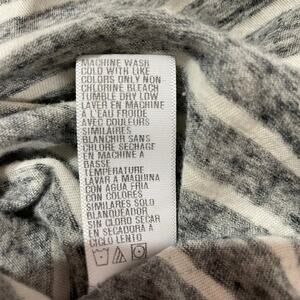 MACHINE WASH
COLD WITH LIKE
COLORS ONLY NON-
CHLORINE BLEACH
TUMBLE DRY LOW
LAVER EN MACHINE
A L'EAU FROIDE
AVEC COULEURS
SIMILAIRES
BLANCHIR SANS
CHLORE SECHAGE
EN MACHINE A
BASSE
TEMPERATURE
LAVAR A MAQUINA
CON AGUA FRIA
CON COLORES
SIMILARES SOLO
BLANQUEADOR
SIN CLORO SECAR
EN SECADORA A
CICLO LENTO